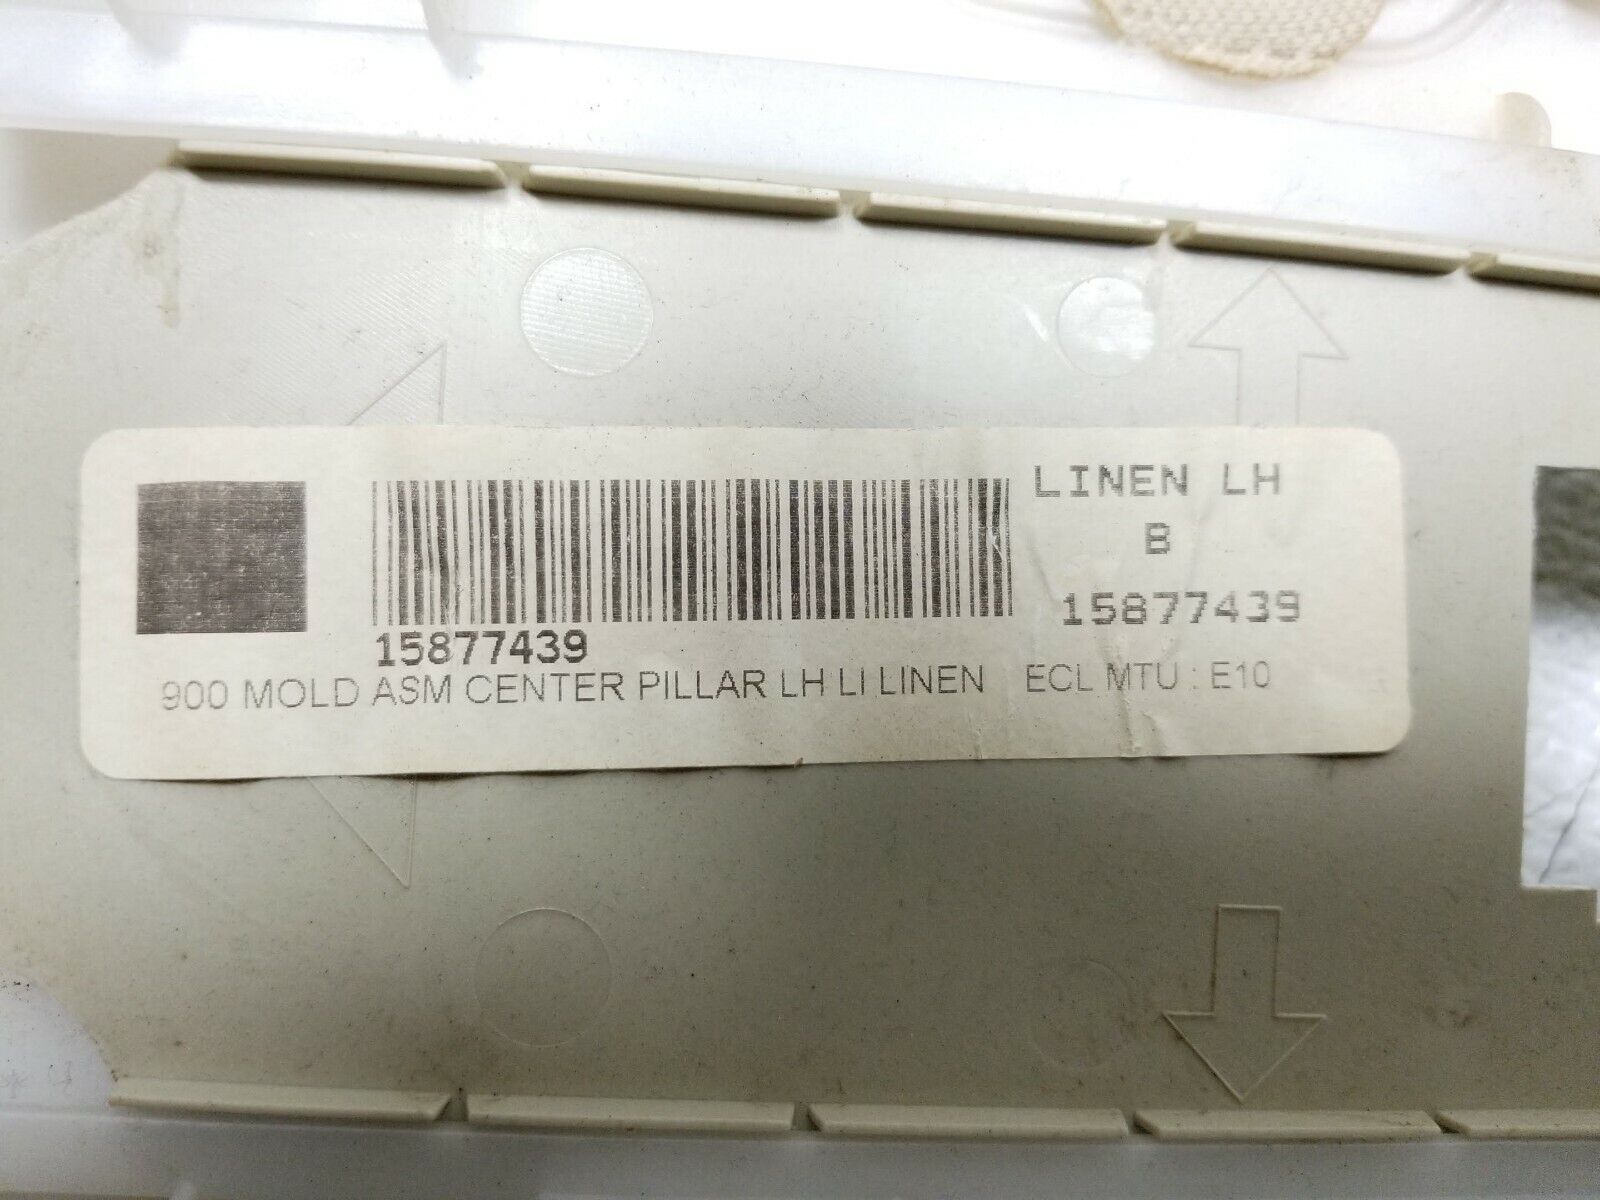 LINEN LH
B
15877439
15877439
900 MOLD ASM CENTER PILLAR LH LI LINEN ECL MTU : E10